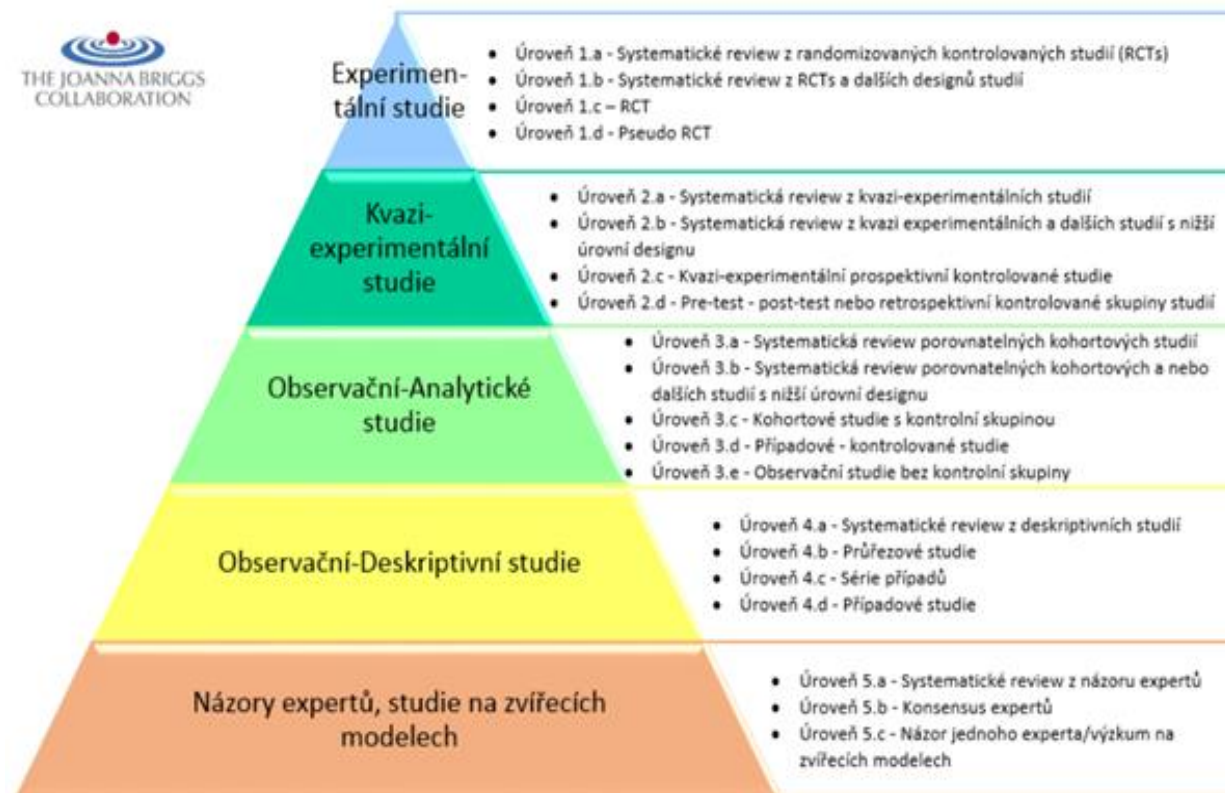 THE JOANNA BRIGGS
COLLABORATION
Experimen-
tální studie
• Úroveň 1.a - Systematické review z randomizovaných kontrolovaných studií (RCTs)
• Úroveň 1.b - Systematické review z RCTs a dalších designů studií
• Úroveň 1.c – RCT
• Úroveň 1.d - Pseudo RCT
Kvazi-
experimentální
studie
• Úroveň 2.a - Systematická review z kvazi-experimentálních studií
• Úroveň 2.b - Systematická review z kvazi experimentálních a dalších studií s nižší
úrovní designu
• Úroveň 2.c - Kvazi-experimentální prospektivní kontrolované studie
• Úroveň 2.d - Pre-test - post-test nebo retrospektivní kontrolované skupiny studií
Observační-Analytické
studie
• Úroveň 3.a - Systematická review porovnatelných kohortových studií
• Úroveň 3.b - Systematická review porovnatelných kohortových a nebo
dalších studií s nižší úrovní designu
• Úroveň 3.c - Kohortové studie s kontrolní skupinou
• Úroveň 3.d - Případové - kontrolované studie
• Úroveň 3.e - Observační studie bez kontrolní skupiny
Observační-Deskriptivní studie
• Úroveň 4.a - Systematické review z deskriptivních studií
• Úroveň 4.b - Průřezové studie
• Úroveň 4.c - Série případů
• Úroveň 4.d - Případové studie
Názory expertů, studie na zvířecích
modelech
• Úroveň 5.a - Systematické review z názoru expertů
• Úroveň 5.b - Konsensus expertů
• Úroveň 5.c - Názor jednoho experta/výzkum na
zvířecích modelech